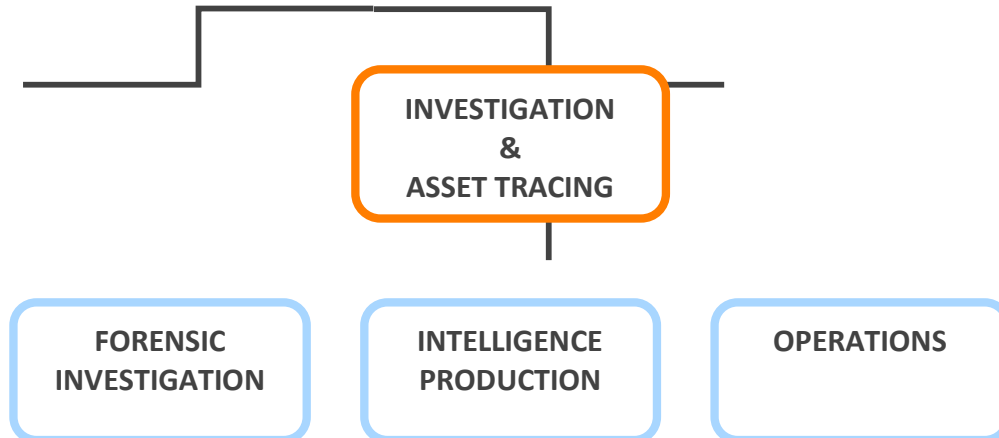 INVESTIGATION
&
ASSET TRACING
FORENSIC
INVESTIGATION
INTELLIGENCE
PRODUCTION
OPERATIONS